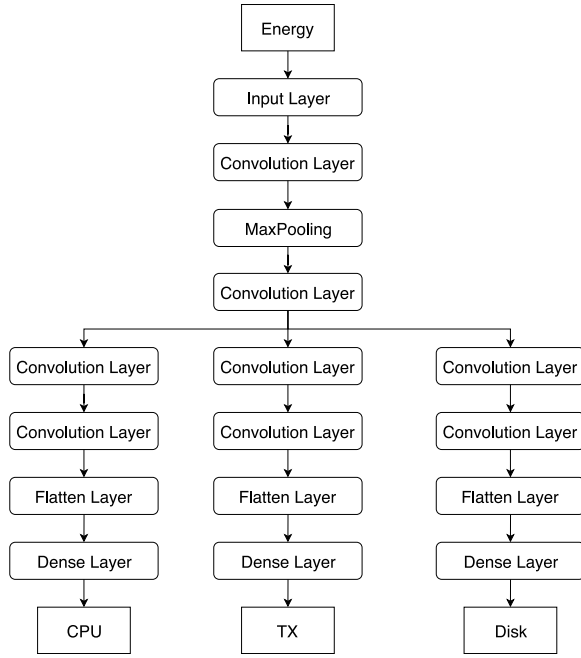 Energy
Input Layer
Convolution Layer
MaxPooling
Convolution Layer
Convolution Layer
Convolution Layer
Convolution Layer
Convolution Layer
Convolution Layer
Convolution Layer
Flatten Layer
Flatten Layer
Flatten Layer
Dense Layer
Dense Layer
Dense Layer
CPU
TX
Disk